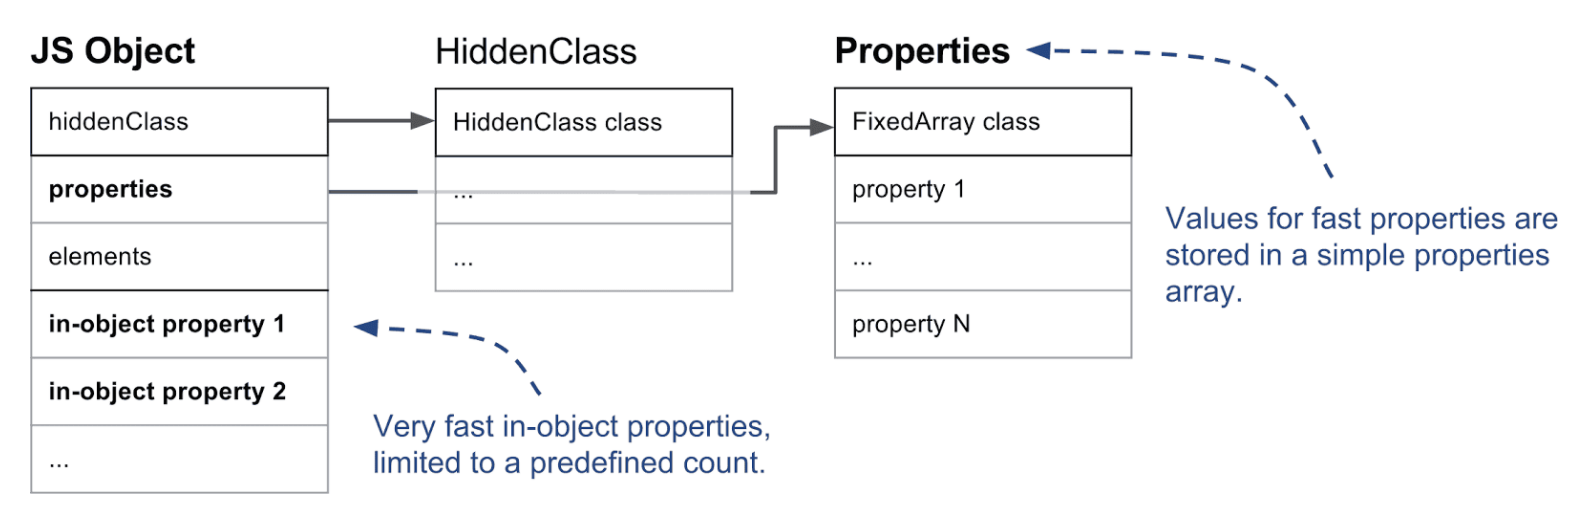 JS Object
hiddenClass
properties
elements
in-object property 1
in-object property 2
...
HiddenClass
HiddenClass class
...
...
Properties
FixedArray class
property 1
...
property N
Values for fast properties are
stored in a simple properties
array.
Very fast in-object properties,
limited to a predefined count.